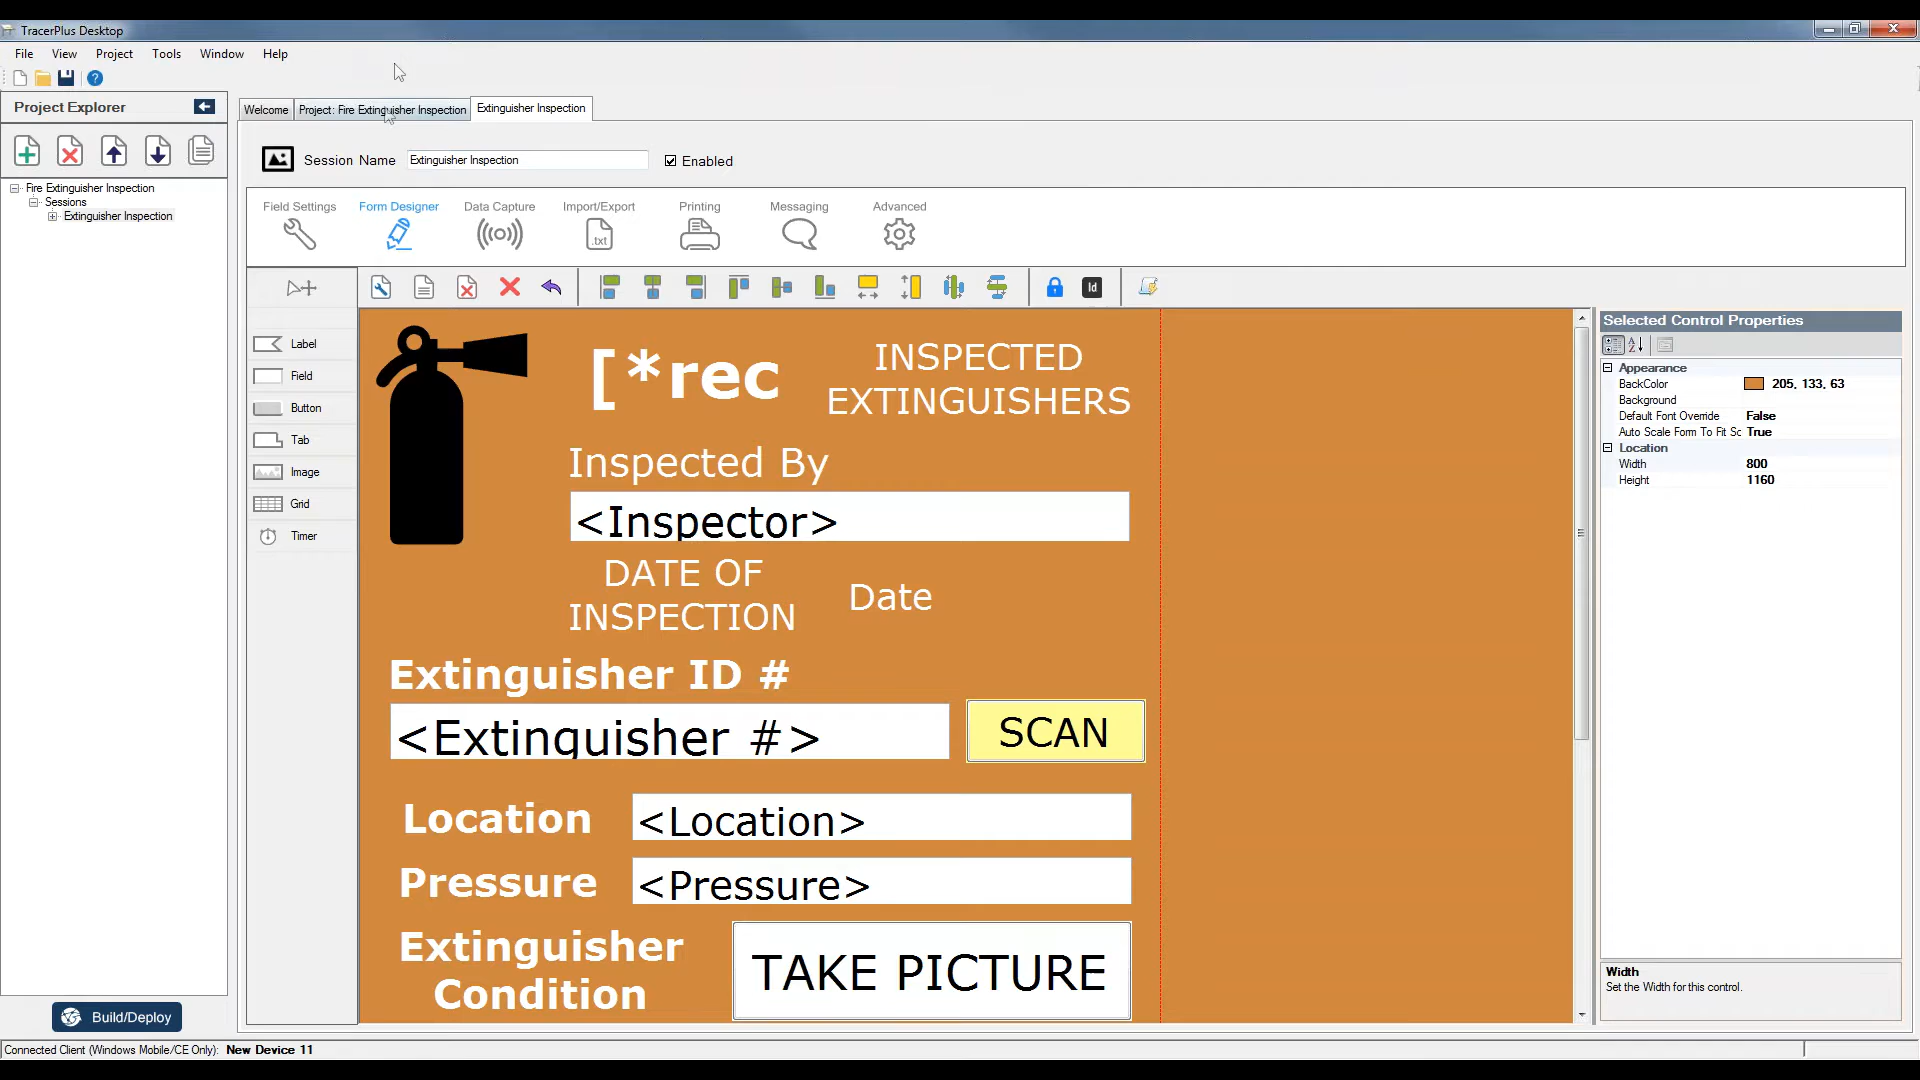 TracerPlus Desktop
File View Project Tools Window Help
Project Explorer
Welcome Project: Fire Extinguisher Inspection Extinguisher Inspection
Session Name Extinguisher Inspection Enabled
Fire Extinguisher Inspection
Sessions
Extinguisher Inspection
Field Settings Form Designer Data Capture Import/Export Printing Messaging Advanced
.txt
Id
Label
Field
Button
Tab
Image
Grid
Timer
[*rec
INSPECTED
EXTINGUISHERS
Inspected By
<Inspector>
DATE OF
INSPECTION
Date
Extinguisher ID #
<Extinguisher #>
SCAN
Location
<Location>
Pressure
<Pressure>
Extinguisher
Condition
TAKE PICTURE
Selected Control Properties
Appearance
BackColor 205, 133, 63
Background
Default Font Override False
Auto Scale Form To Fit Sc True
Location
Width 800
Height 1160
Width
Set the Width for this control.
Build/Deploy
Connected Client (Windows Mobile/CE Only): New Device 11